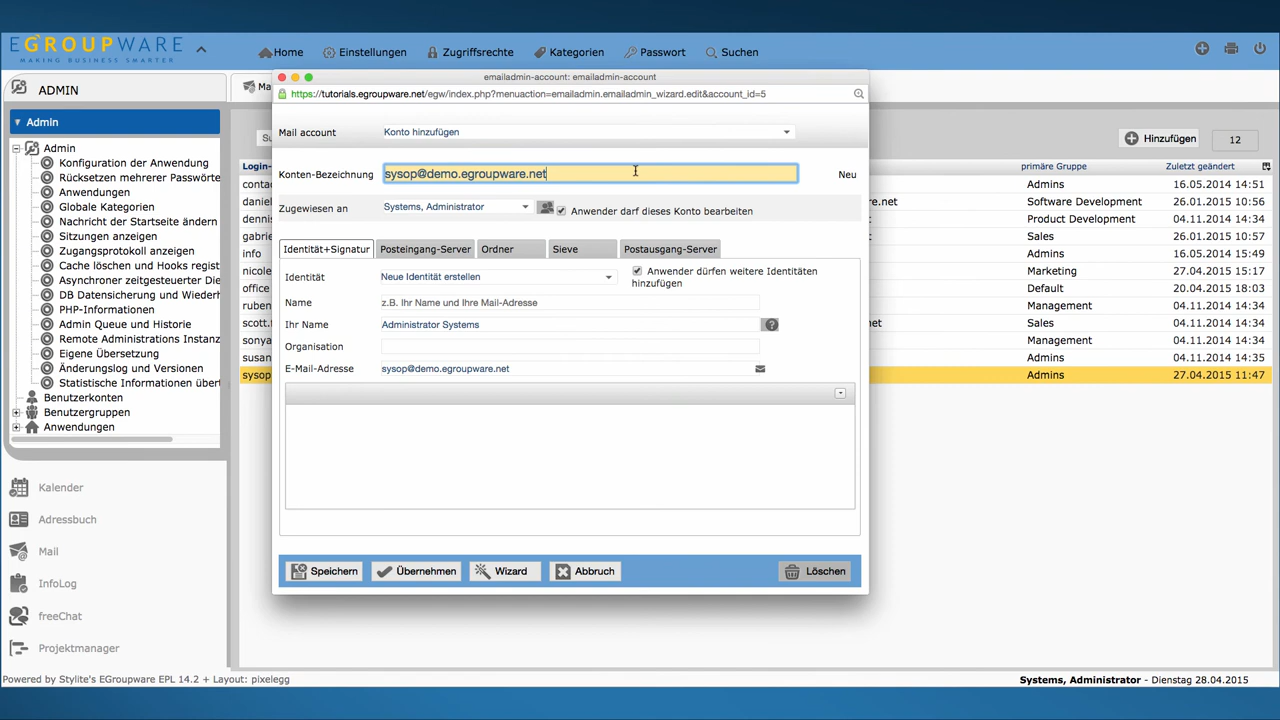 EGROUPWARE
MAKING BUSINESS SMARTER
Home
Einstellungen
Zugriffsrechte
Kategorien
Passwort
Suchen
ADMIN
Ma
Admin
Admin
Konfiguration der Anwendung
Rücksetzen mehrerer Passworte
Anwendungen
Globale Kategorien
Nachricht der Startseite ändern
Sitzungen anzeigen
Zugangsprotokoll anzeigen
Cache löschen und Hooks regist
Asynchroner zeitgesteuerter Die
DB Datensicherung und Wiederh
PHP-Informationen
Admin Queue und Historie
Remote Administrations Instanz
Eigene Übersetzung
Änderungslog und Versionen
Statistische Informationen übert
Benutzerkonten
Benutzergruppen
Anwendungen
Kalender
Adressbuch
Mail
InfoLog
freeChat
Projektmanager
Su
Hinzufügen
12
Login-
primäre Gruppe
Zuletzt geändert
conta
Admins
16.05.2014 14:51
daniel
re.net
Software Development
26.01.2015 10:57
denni
Product Development
04.11.2014 14:34
gabrie
Sales
26.01.2015 10:57
info
Admins
16.05.2014 15:49
nicole
Marketing
27.04.2015 15:17
office
Default
20.04.2015 18:03
ruben
Management
04.11.2014 14:34
scott.
net
Sales
04.11.2014 14:34
sonya
Management
04.11.2014 14:34
susan
Admins
04.11.2014 14:35
sysop
Admins
27.04.2015 11:47
emailadmin-account: emailadmin-account
https://tutorials.egroupware.net/egw/index.php?menuaction=emailadmin.emailadmin_wizard.edit&account_id=5
Mail account
Konto hinzufügen
Konten-Bezeichnung
sysop@demo.egroupware.net
Neu
Zugewiesen an
Systems, Administrator
Anwender darf dieses Konto bearbeiten
Identität+Signatur
Posteingang-Server
Ordner
Sieve
Postausgang-Server
Identität
Neue Identität erstellen
Anwender dürfen weitere Identitäten
hinzufügen
Name
z.B. Ihr Name und Ihre Mail-Adresse
Ihr Name
Administrator Systems
?
Organisation
E-Mail-Adresse
sysop@demo.egroupware.net
Speichern
Übernehmen
Wizard
Abbruch
Löschen
Powered by Stylite's EGroupware EPL 14.2 + Layout: pixelegg
Systems, Administrator - Dienstag 28.04.2015